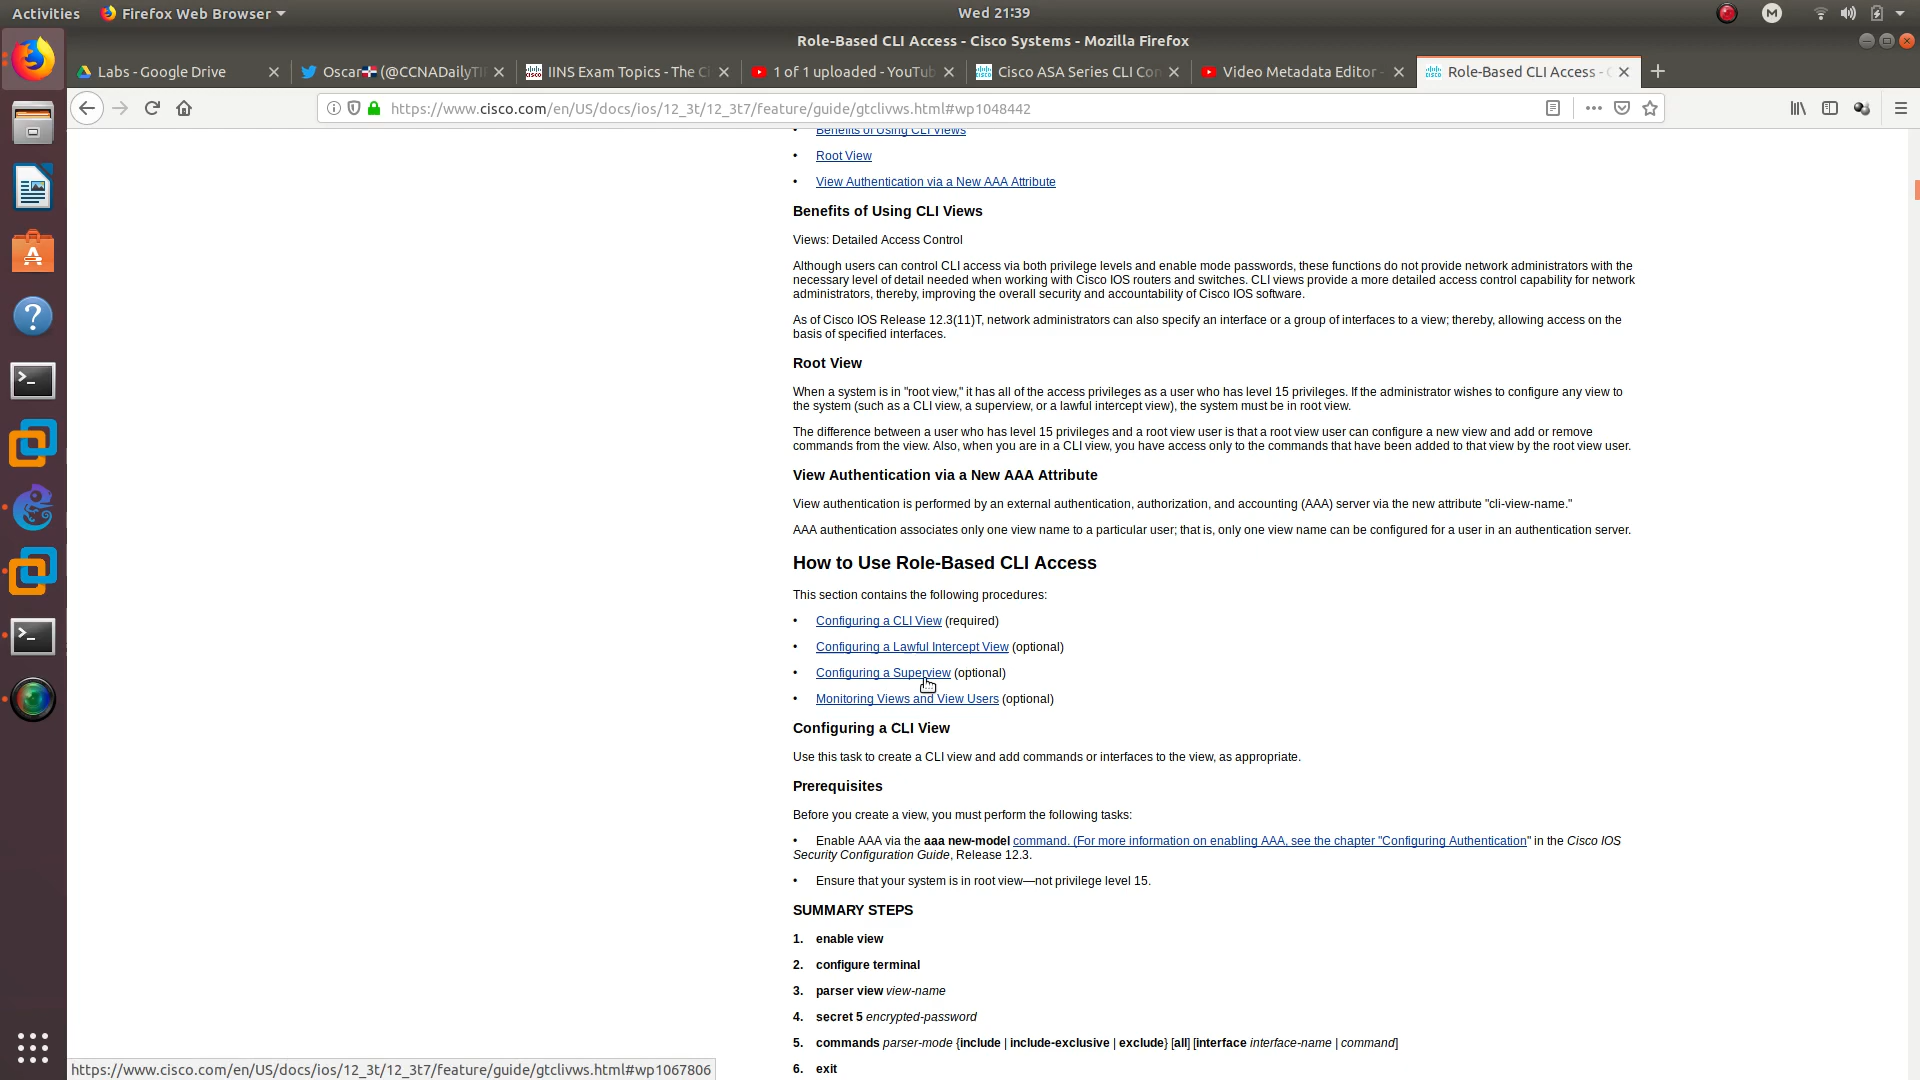 Activities
Firefox Web Browser
Wed 21:39
M
Role-Based CLI Access - Cisco Systems - Mozilla Firefox
Labs - Google Drive
Oscar🇩🇴 (@CCNADailyTI
IINS Exam Topics - The Ci
1 of 1 uploaded - YouTub
Cisco ASA Series CLI Con
Video Metadata Editor -
Role-Based CLI Access - C
https://www.cisco.com/en/US/docs/ios/12_3t/12_3t7/feature/guide/gtclivws.html#wp1048442
• Benefits of Using CLI Views
• Root View
• View Authentication via a New AAA Attribute
Benefits of Using CLI Views
Views: Detailed Access Control
Although users can control CLI access via both privilege levels and enable mode passwords, these functions do not provide network administrators with the
necessary level of detail needed when working with Cisco IOS routers and switches. CLI views provide a more detailed access control capability for network
administrators, thereby, improving the overall security and accountability of Cisco IOS software.
As of Cisco IOS Release 12.3(11)T, network administrators can also specify an interface or a group of interfaces to a view; thereby, allowing access on the
basis of specified interfaces.
Root View
When a system is in "root view," it has all of the access privileges as a user who has level 15 privileges. If the administrator wishes to configure any view to
the system (such as a CLI view, a superview, or a lawful intercept view), the system must be in root view.
The difference between a user who has level 15 privileges and a root view user is that a root view user can configure a new view and add or remove
commands from the view. Also, when you are in a CLI view, you have access only to the commands that have been added to that view by the root view user.
View Authentication via a New AAA Attribute
View authentication is performed by an external authentication, authorization, and accounting (AAA) server via the new attribute "cli-view-name."
AAA authentication associates only one view name to a particular user; that is, only one view name can be configured for a user in an authentication server.
How to Use Role-Based CLI Access
This section contains the following procedures:
• Configuring a CLI View (required)
• Configuring a Lawful Intercept View (optional)
• Configuring a Superview (optional)
• Monitoring Views and View Users (optional)
Configuring a CLI View
Use this task to create a CLI view and add commands or interfaces to the view, as appropriate.
Prerequisites
Before you create a view, you must perform the following tasks:
• Enable AAA via the aaa new-model command. (For more information on enabling AAA, see the chapter "Configuring Authentication" in the Cisco IOS
Security Configuration Guide, Release 12.3.
• Ensure that your system is in root view—not privilege level 15.
SUMMARY STEPS
1. enable view
2. configure terminal
3. parser view view-name
4. secret 5 encrypted-password
5. commands parser-mode {include | include-exclusive | exclude} [all] [interface interface-name | command]
6. exit
https://www.cisco.com/en/US/docs/ios/12_3t/12_3t7/feature/guide/gtclivws.html#wp1067806